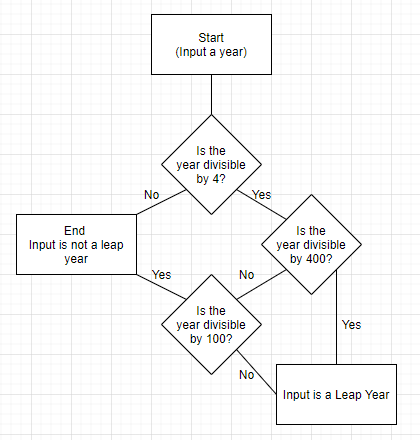 Start
(Input a year)
Is the
year divisible
by 4?
No
Yes
End
Input is not a leap
year
Is the
year divisible
by 400?
Yes
No
Is the
year divisible
by 100?
Yes
No
Input is a Leap Year